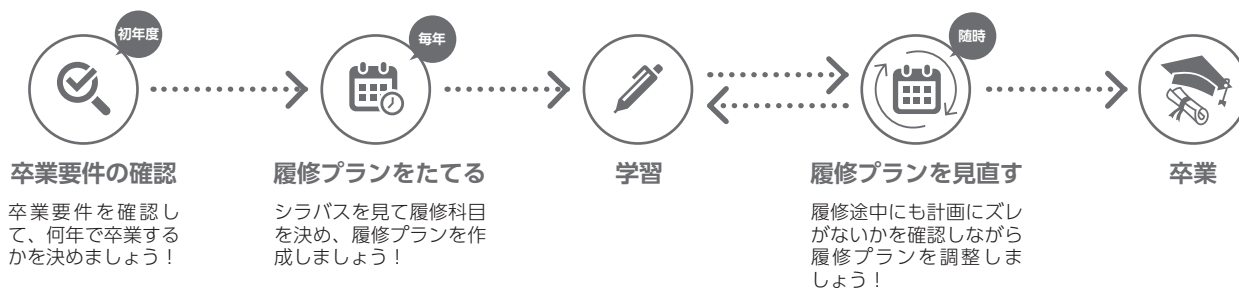 初年度
卒業要件の確認
卒業要件を確認し
て、何年で卒業する
かを決めましょう！
毎年
履修プランをたてる
シラバスを見て履修科目
を決め、履修プランを作
成しましょう！
学習
随時
履修プランを見直す
履修途中にも計画にズレ
がないかを確認しながら
履修プランを調整しま
しょう！
卒業